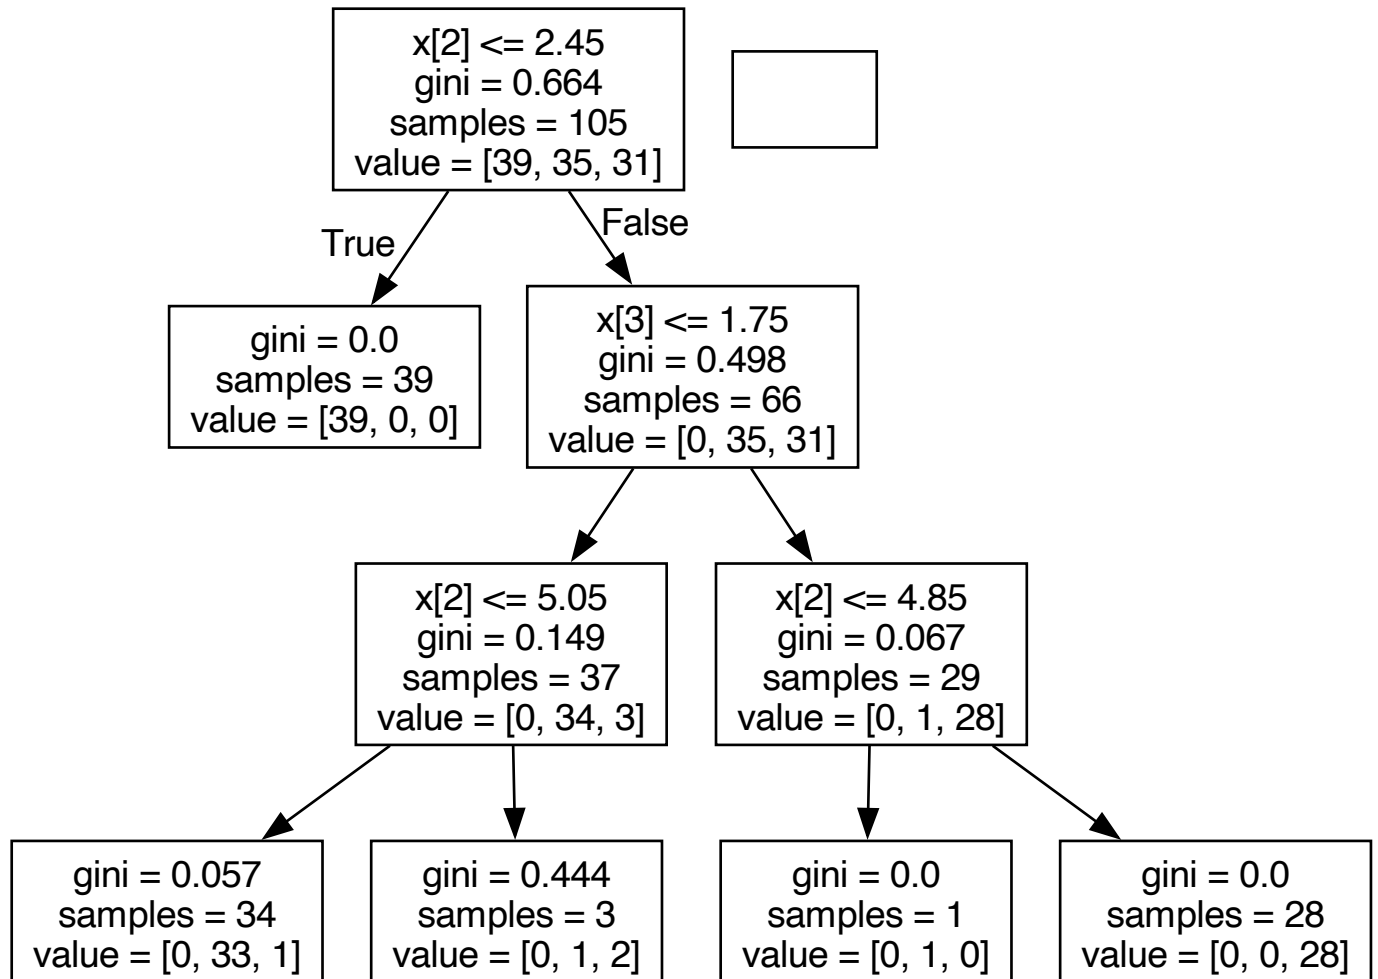 x[2] <= 2.45
gini = 0.664
samples = 105
value = [39, 35, 31]
True
False
gini = 0.0
samples = 39
value = [39, 0, 0]
x[3] <= 1.75
gini = 0.498
samples = 66
value = [0, 35, 31]
x[2] <= 5.05
gini = 0.149
samples = 37
value = [0, 34, 3]
x[2] <= 4.85
gini = 0.067
samples = 29
value = [0, 1, 28]
gini = 0.057
samples = 34
value = [0, 33, 1]
gini = 0.444
samples = 3
value = [0, 1, 2]
gini = 0.0
samples = 1
value = [0, 1, 0]
gini = 0.0
samples = 28
value = [0, 0, 28]